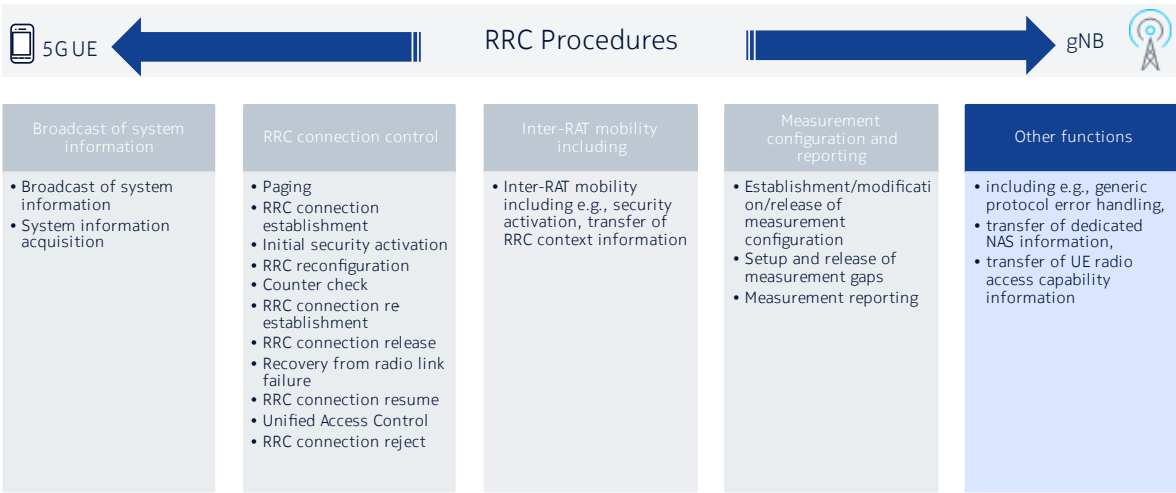 5G UE
RRC Procedures
gNB
Broadcast of system
information
• Broadcast of system
information
• System information
acquisition
RRC connection control
• Paging
• RRC connection
establishment
• Initial security activation
• RRC reconfiguration
• Counter check
• RRC connection re
establishment
• RRC connection release
• Recovery from radio link
failure
• RRC connection resume
• Unified Access Control
• RRC connection reject
Inter-RAT mobility
including
• Inter-RAT mobility
including e.g., security
activation, transfer of
RRC context information
Measurement
configuration and
reporting
• Establishment/modificati
on/release of
measurement
configuration
• Setup and release of
measurement gaps
• Measurement reporting
Other functions
• including e.g., generic
protocol error handling,
• transfer of dedicated
NAS information,
• transfer of UE radio
access capability
information